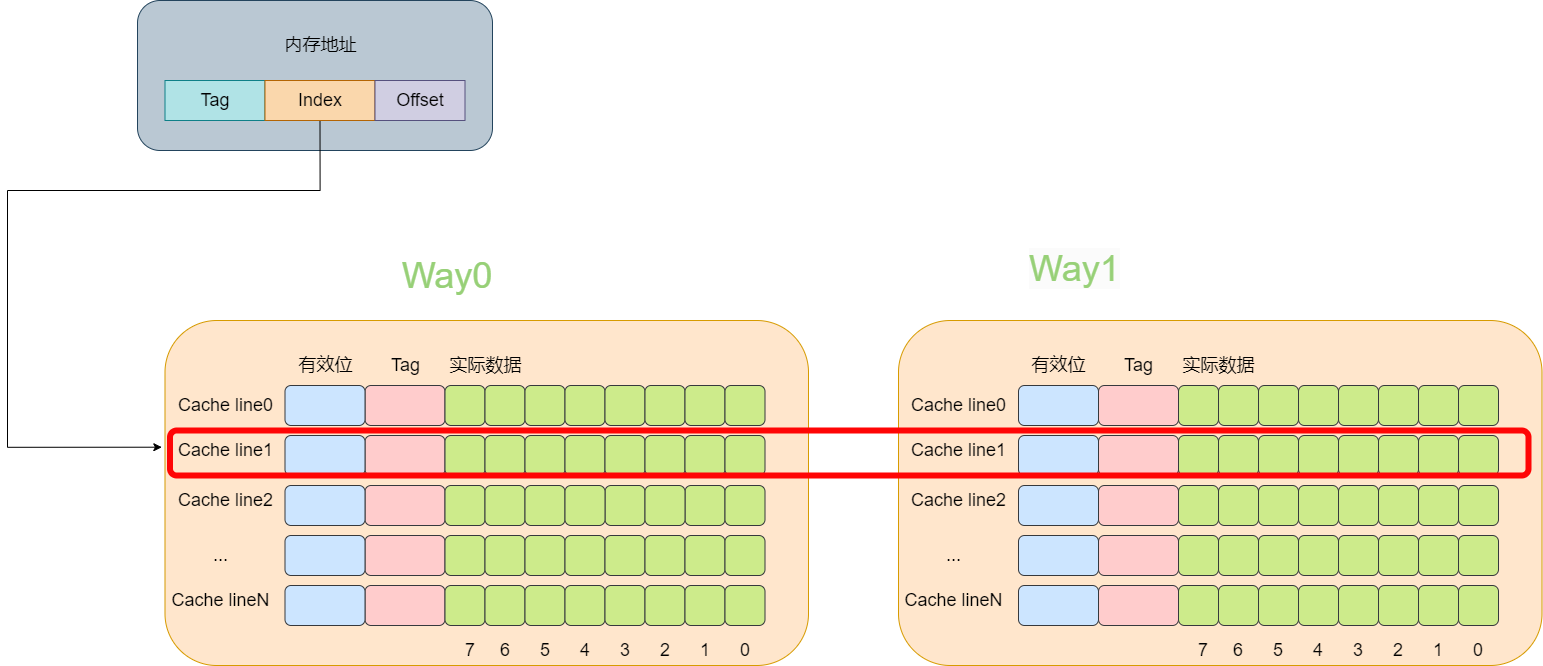 内存地址
Tag Index Offset
Way0
有效位 Tag 实际数据
Cache line0
Cache line1
Cache line2
...
Cache lineN
7 6 5 4 3 2 1 0
Way1
有效位 Tag 实际数据
Cache line0
Cache line1
Cache line2
...
Cache lineN
7 6 5 4 3 2 1 0